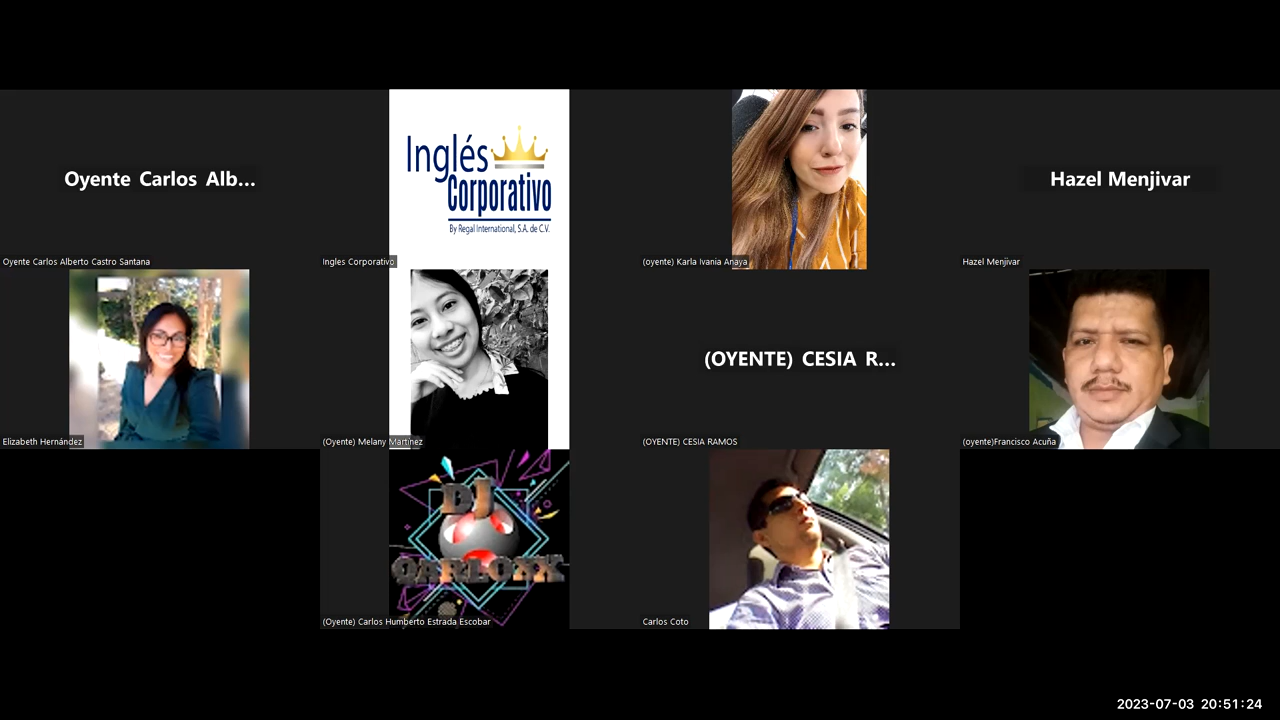 Oyente Carlos Alb...
Oyente Carlos Alberto Castro Santana
Inglés
Corporativo
By Regal International, S.A. de C.V.
Ingles Corporativo
(oyente) Karla Ivania Anaya
Hazel Menjivar
Hazel Menjivar
Elizabeth Hernández
(Oyente) Melany Martinez
(OYENTE) CESIA R...
(OYENTE) CESIA RAMOS
(oyente)Francisco Acuña
DJ
QARLOXX
(Oyente) Carlos Humberto Estrada Escobar
Carlos Coto
2023-07-03 20:51:24